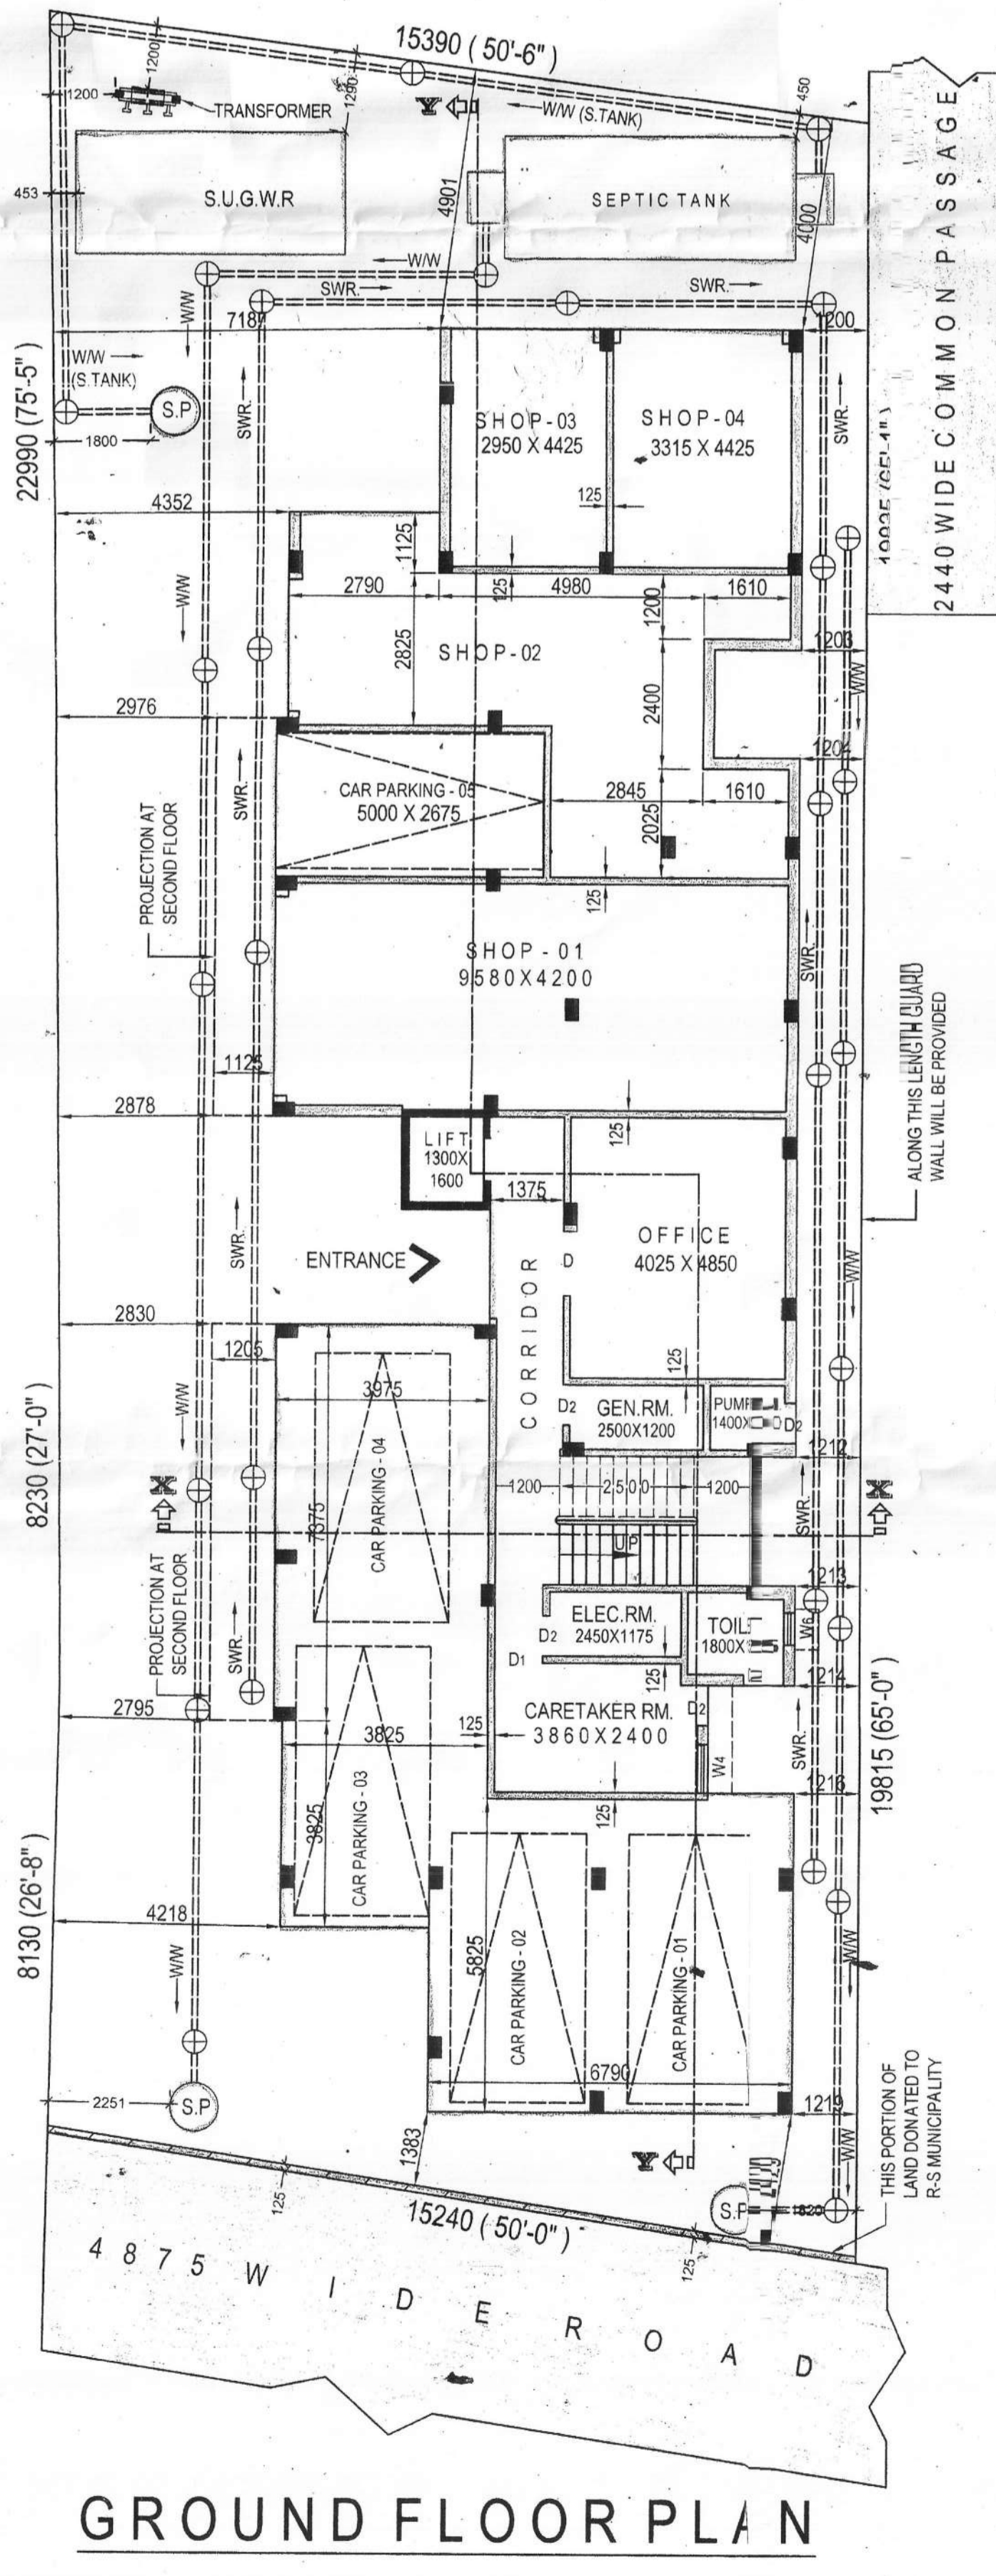 15390 ( 50'-6" )
1200
1290
450
1200
TRANSFORMER
Y
W/W (S.TANK)
453
S.U.G.W.R
4901
SEPTIC TANK
4000
W/W
SWR.
SWR.
W/W
7187
W/W
(S.TANK)
S.P
1800
SWR.
SHOP-03
2950 X 4425
SHOP-04
3315 X 4425
SWR.
125
22990 (75'-5")
2440 WIDE COMMON PASSAGE
4352
1125
2790
125
4980
1610
1200
W/W
2825
SHOP-02
1203
2400
W/W
2976
1204
PROJECTION AT
SECOND FLOOR
SWR.
CAR PARKING - 05
5000 X 2675
2845
1610
2025
125
SHOP - 01
9580X4200
SWR.
ALONG THIS LENGTH GUARD
WALL WILL BE PROVIDED
1125
2878
LIFT
1300X
1600
125
1375
SWR.
ENTRANCE
CORRIDOR
D
OFFICE
4025 X 4850
W/W
2830
1205
3975
125
8230 (27'-0")
W/W
D2
GEN.RM.
2500X1200
D2
1212
CAR PARKING - 04
1200
2500
1200
SWR.
X
X
7375
UP
1213
PROJECTION AT
SECOND FLOOR
SWR.
ELEC.RM.
2450X1175
D2
D1
W6
125
1214
2795
3825
125
CARETAKER RM.
3860X2400
D2
W4
SWR.
1216
19815 (65'-0")
CAR PARKING - 03
3825
125
8130 (26'-8")
4218
W/W
5825
CAR PARKING - 02
CAR PARKING - 01
W/W
6790
2251
S.P
1219
1383
Y
W/W
THIS PORTION OF
LAND DONATED TO
R-S MUNICIPALITY
S.P
125
15240 ( 50'-0")
125
4875 WIDE ROAD
GROUND FLOOR PLAN